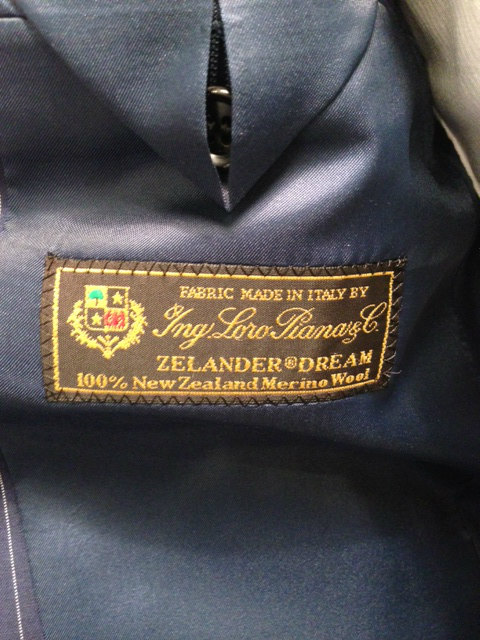 FABRIC MADE IN ITALY BY
Ing. Loro Piana & C.
ZELANDER®DREAM
100% New Zealand Merino Wool